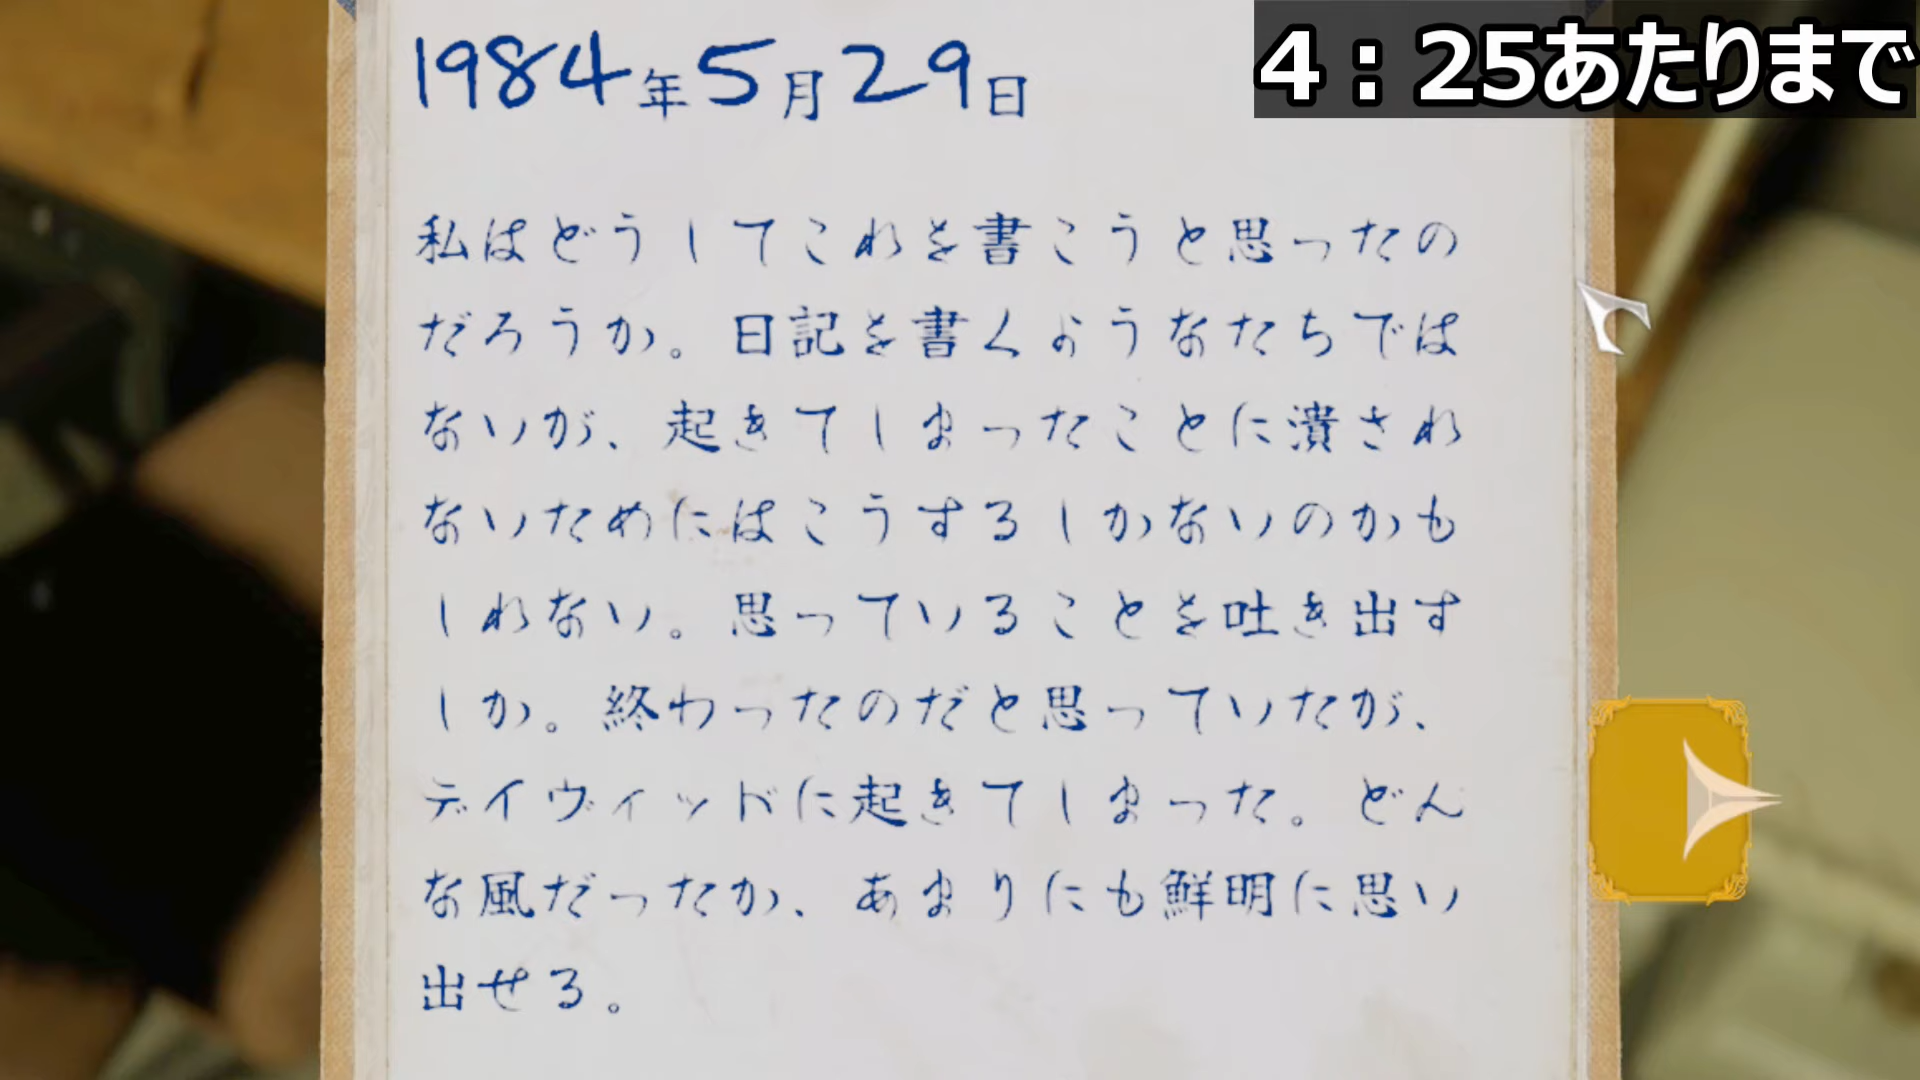 4：25あたりまで
1984年5月29日
私はどうしてこれを書こうと思ったの
だろうか。日記を書くようなたちでは
ないが、起きてしまったことに潰され
ないためにはこうするしかないのかも
しれない。思っていることを吐き出す
しか。終わったのだと思っていたが、
デイヴィッドに起きてしまった。どん
な風だったか、あまりにも鮮明に思い
出せる。